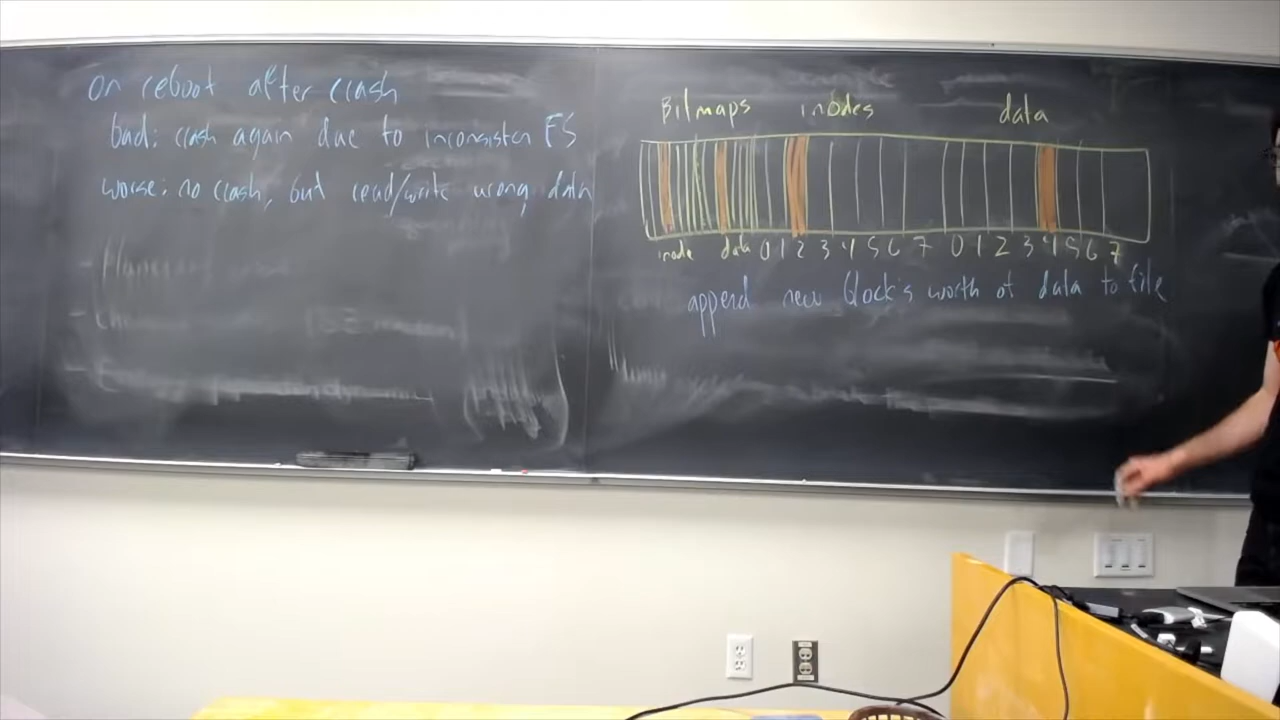 on reboot after crash
bad: crash again due to inconsisten FS
worse: no crash, but read/write wrong data
Bitmaps inodes data
inode data 0 1 2 3 4 5 6 7 0 1 2 3 4 5 6 7
append new block's worth of data to file